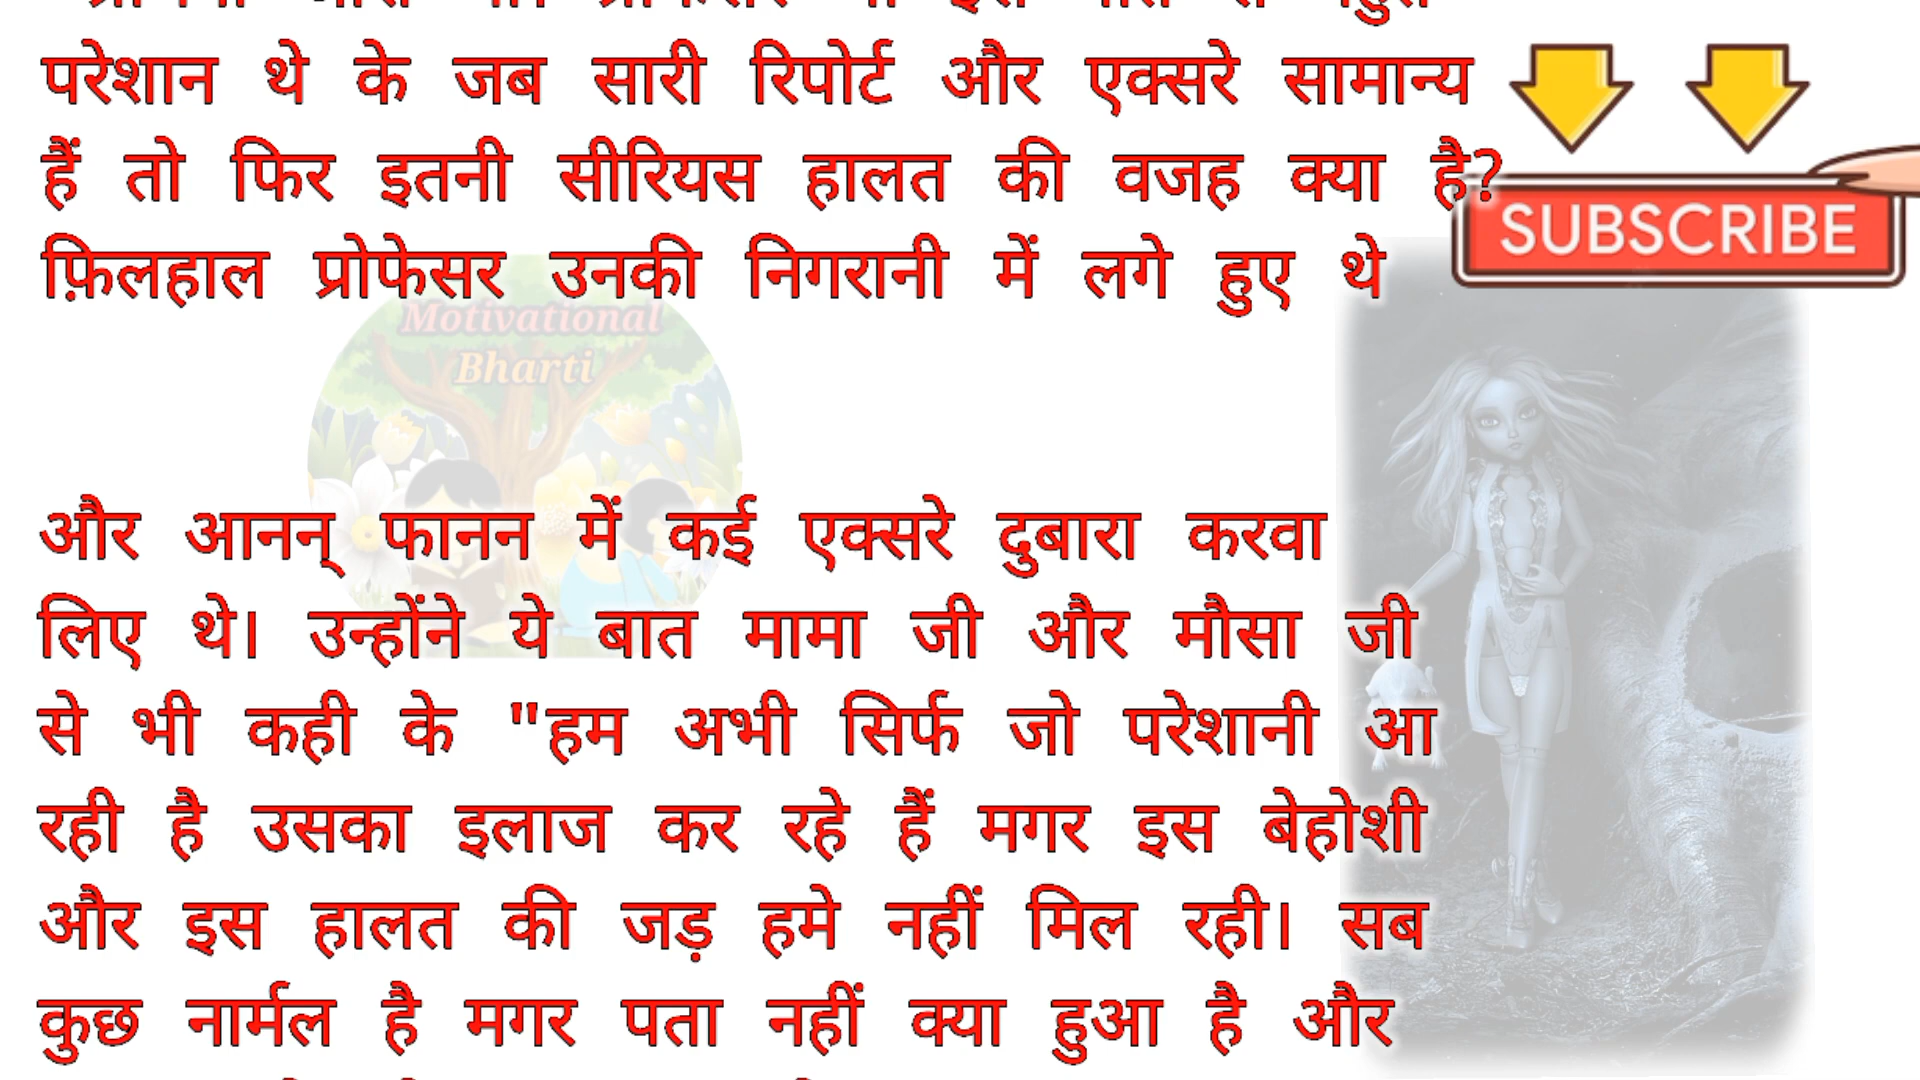 परेशान थे के जब सारी रिपोर्ट और एक्सरे सामान्य
हैं तो फिर इतनी सीरियस हालत की वजह क्या है?
SUBSCRIBE
फ़िलहाल प्रोफेसर उनकी निगरानी में लगे हुए थे
Motivational
Bharti
और आनन् फानन में कई एक्सरे दुबारा करवा
लिए थे। उन्होंने ये बात मामा जी और मौसा जी
से भी कही के "हम अभी सिर्फ जो परेशानी आ
रही है उसका इलाज कर रहे हैं मगर इस बेहोशी
और इस हालत की जड़ हमे नहीं मिल रही। सब
कुछ नार्मल है मगर पता नहीं क्या हुआ है और